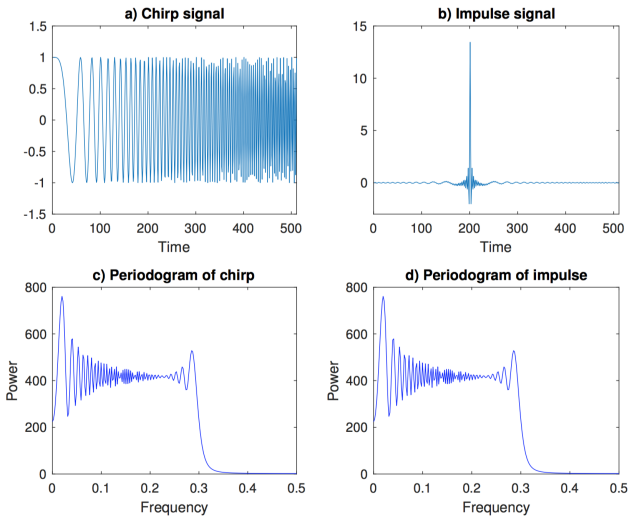 a) Chirp signal
1.5
1
0.5
0
-0.5
-1
-1.5
0 100 200 300 400 500
Time
b) Impulse signal
15
10
5
0
0 100 200 300 400 500
Time
c) Periodogram of chirp
800
600
400
200
0
Power
0 0.1 0.2 0.3 0.4 0.5
Frequency
d) Periodogram of impulse
800
600
400
200
0
Power
0 0.1 0.2 0.3 0.4 0.5
Frequency